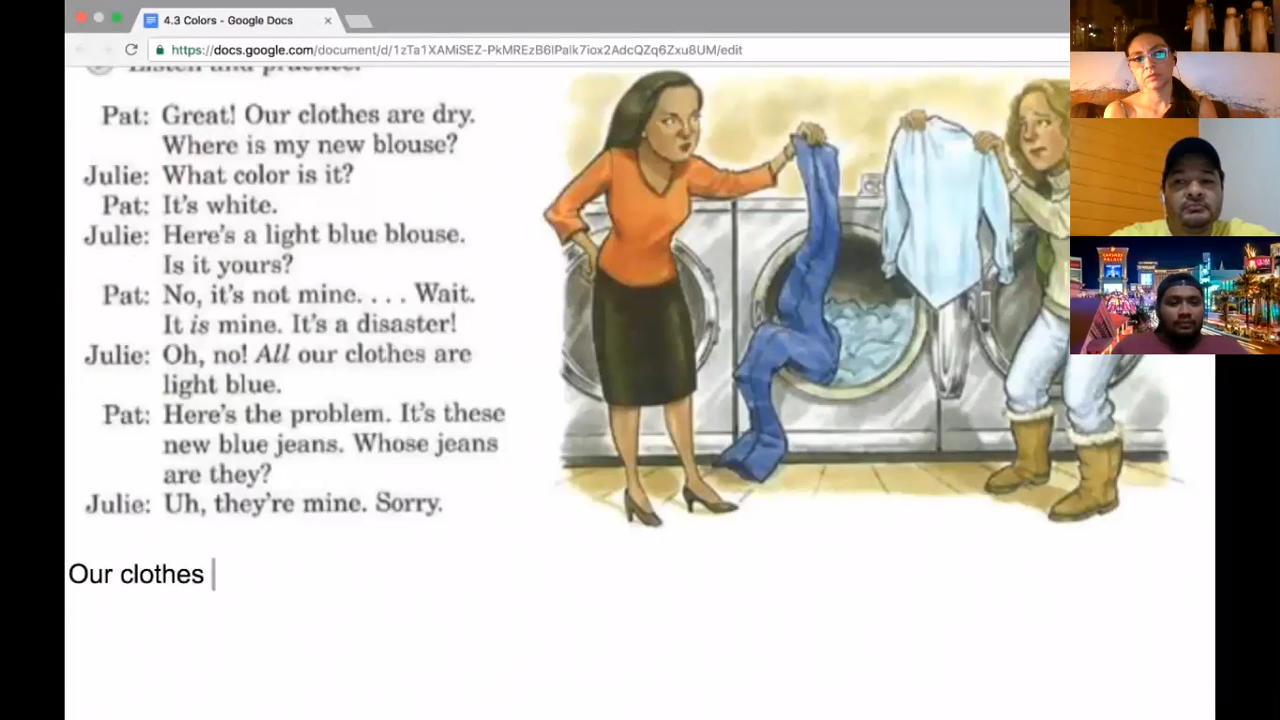 4.3 Colors - Google Docs
https://docs.google.com/document/d/1zTa1XAMiSEZ-PkMREzB6lPalk7iox2AdcQZq6Zxu8UM/edit
Listen and practice.
Pat: Great! Our clothes are dry.
Where is my new blouse?
Julie: What color is it?
Pat: It's white.
Julie: Here's a light blue blouse.
Is it yours?
Pat: No, it's not mine. . . . Wait.
It is mine. It's a disaster!
Julie: Oh, no! All our clothes are
light blue.
Pat: Here's the problem. It's these
new blue jeans. Whose jeans
are they?
Julie: Uh, they're mine. Sorry.
Our clothes